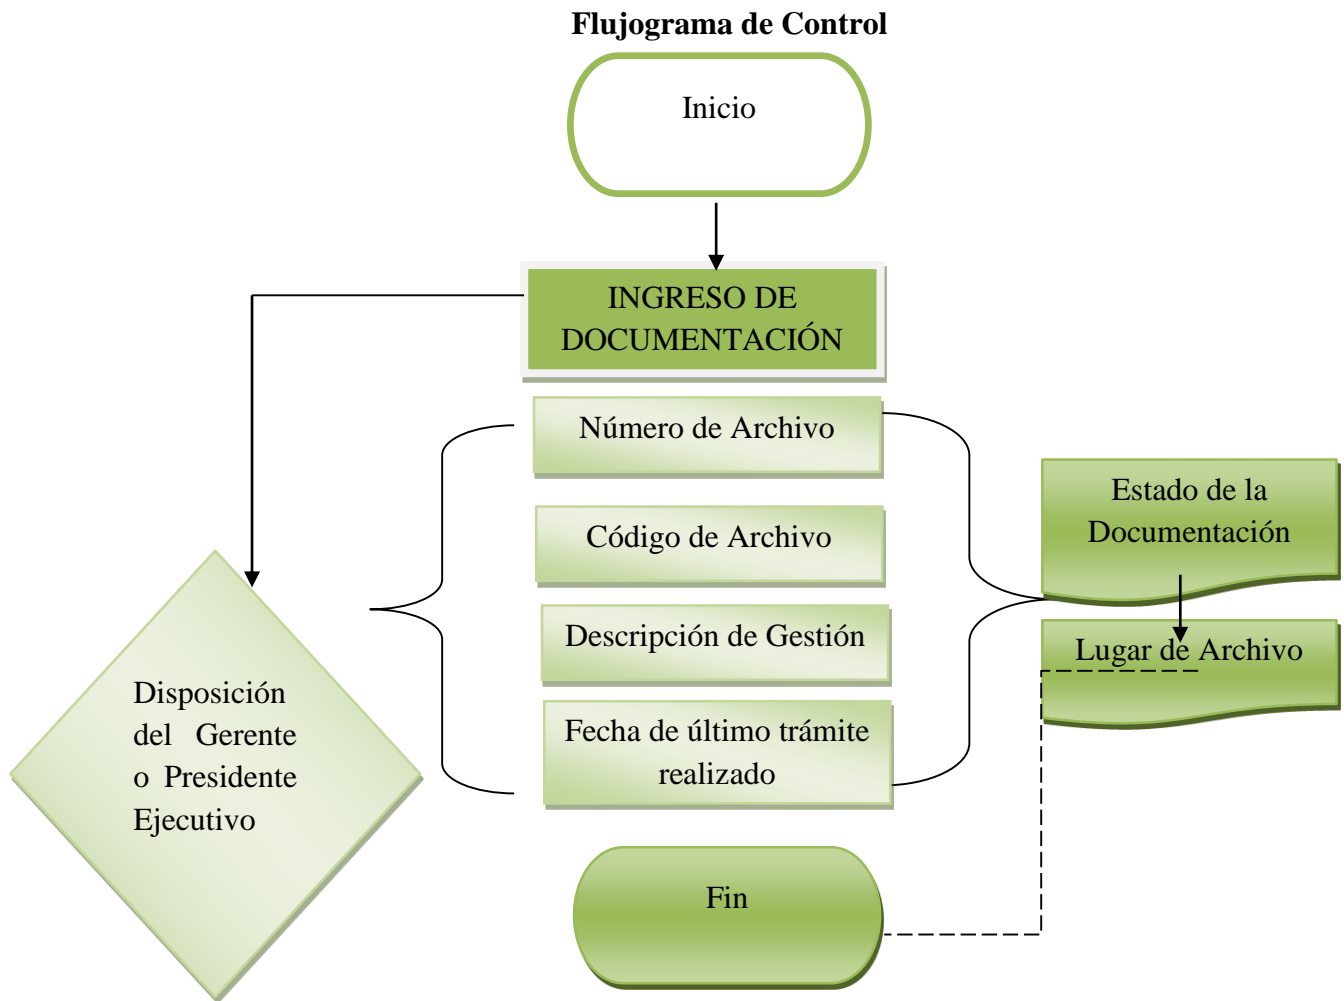 Flujograma de Control
Inicio
INGRESO DE
DOCUMENTACIÓN
Número de Archivo
Código de Archivo
Descripción de Gestión
Fecha de último trámite
realizado
Disposición
del Gerente
o Presidente
Ejecutivo
Estado de la
Documentación
Lugar de Archivo
Fin